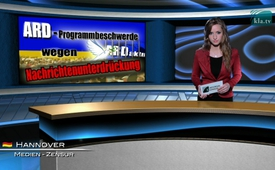 kla.tv
ARD - Programmbeschwerde
wegen ARD
Nachrichtenunterdrückung
HANNOVER
MEDIEN - ZENSUR